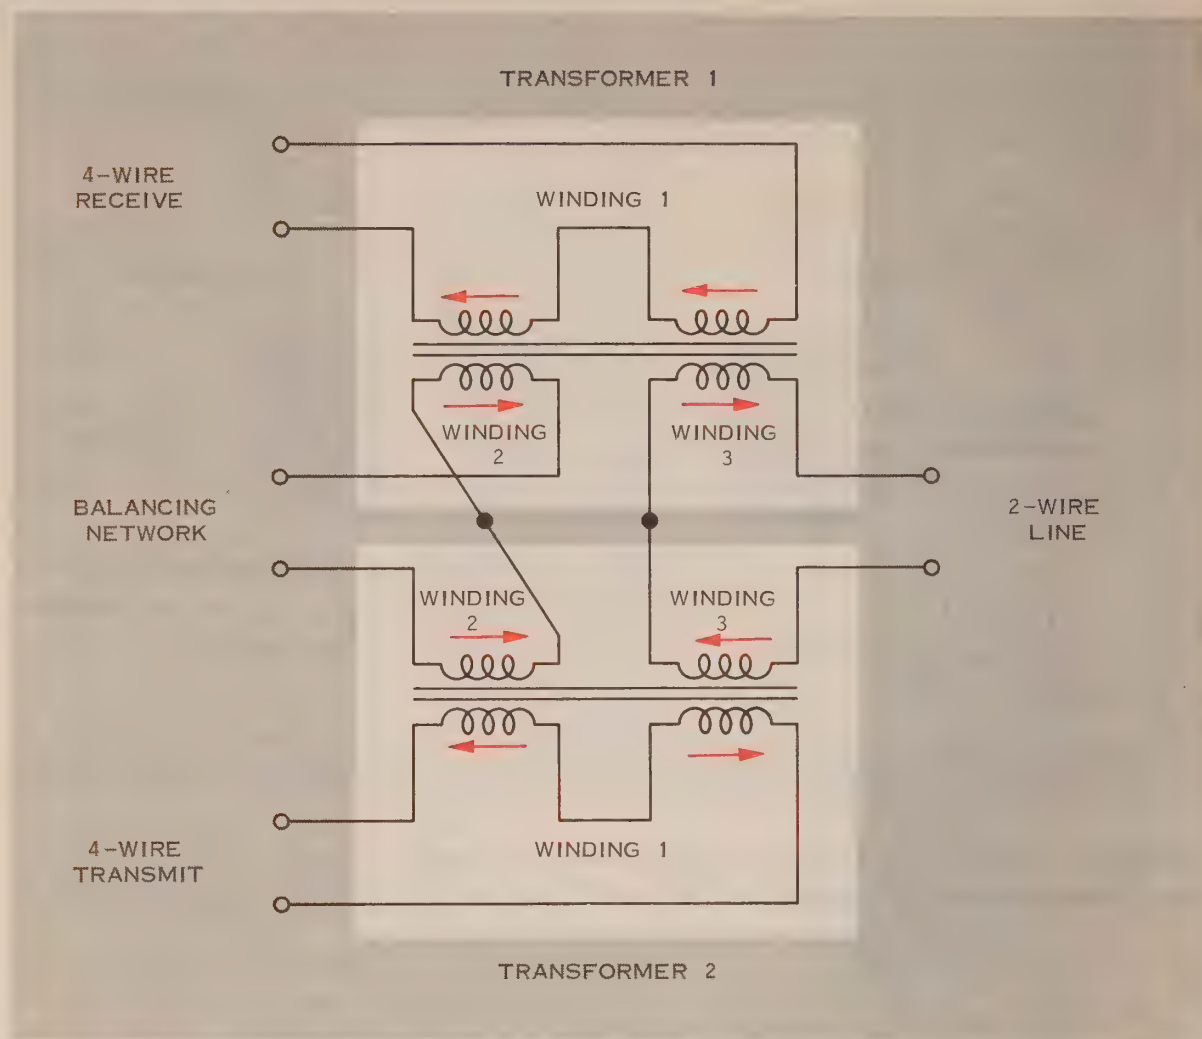 TRANSFORMER 1
4-WIRE
RECEIVE
WINDING 1
WINDING
2
WINDING
3
BALANCING
NETWORK
2-WIRE
LINE
WINDING
2
WINDING
3
4-WIRE
TRANSMIT
WINDING 1
TRANSFORMER 2